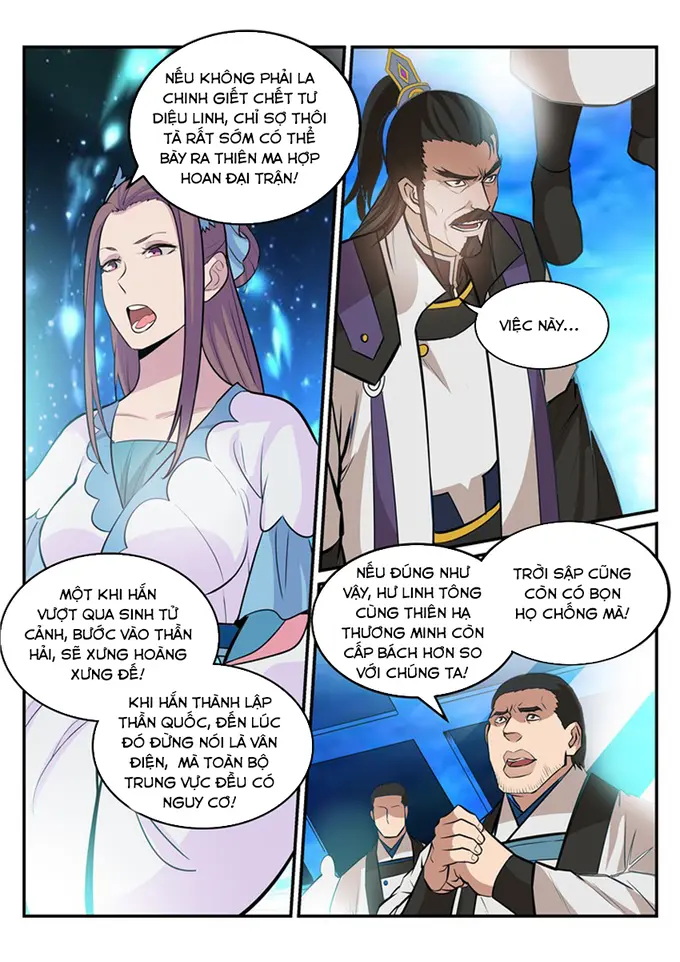 NẾU KHÔNG PHẢI LA
CHINH GIẾT CHẾT TƯ
DIỆU LINH, CHỈ SỢ THÔI
TÀ RẤT SỚM CÓ THỂ
BÀY RA THIÊN MA HỢP
HOAN ĐẠI TRẬN!
MỘT KHI HẮN
VƯỢT QUA SINH TỬ
CẢNH, BƯỚC VÀO THẦN
HẢI, SẼ XƯNG HOÀNG
XƯNG ĐẾ!
KHI HẮN THÀNH LẬP
THẦN QUỐC, ĐẾN LÚC
ĐÓ ĐỪNG NÓI LÀ VÂN
ĐIỆN, MÀ TOÀN BỘ
TRUNG VỰC ĐỀU CÓ
NGUY CƠ!
VIỆC NÀY...
NẾU ĐÚNG NHƯ
VẬY, HƯ LINH TÔNG
CÙNG THIÊN HẠ
THƯƠNG MINH CÒN
CẤP BÁCH HƠN SO
VỚI CHÚNG TA!
TRỜI SẬP CŨNG
CÒN CÓ BỌN
HỌ CHỐNG MÀ!